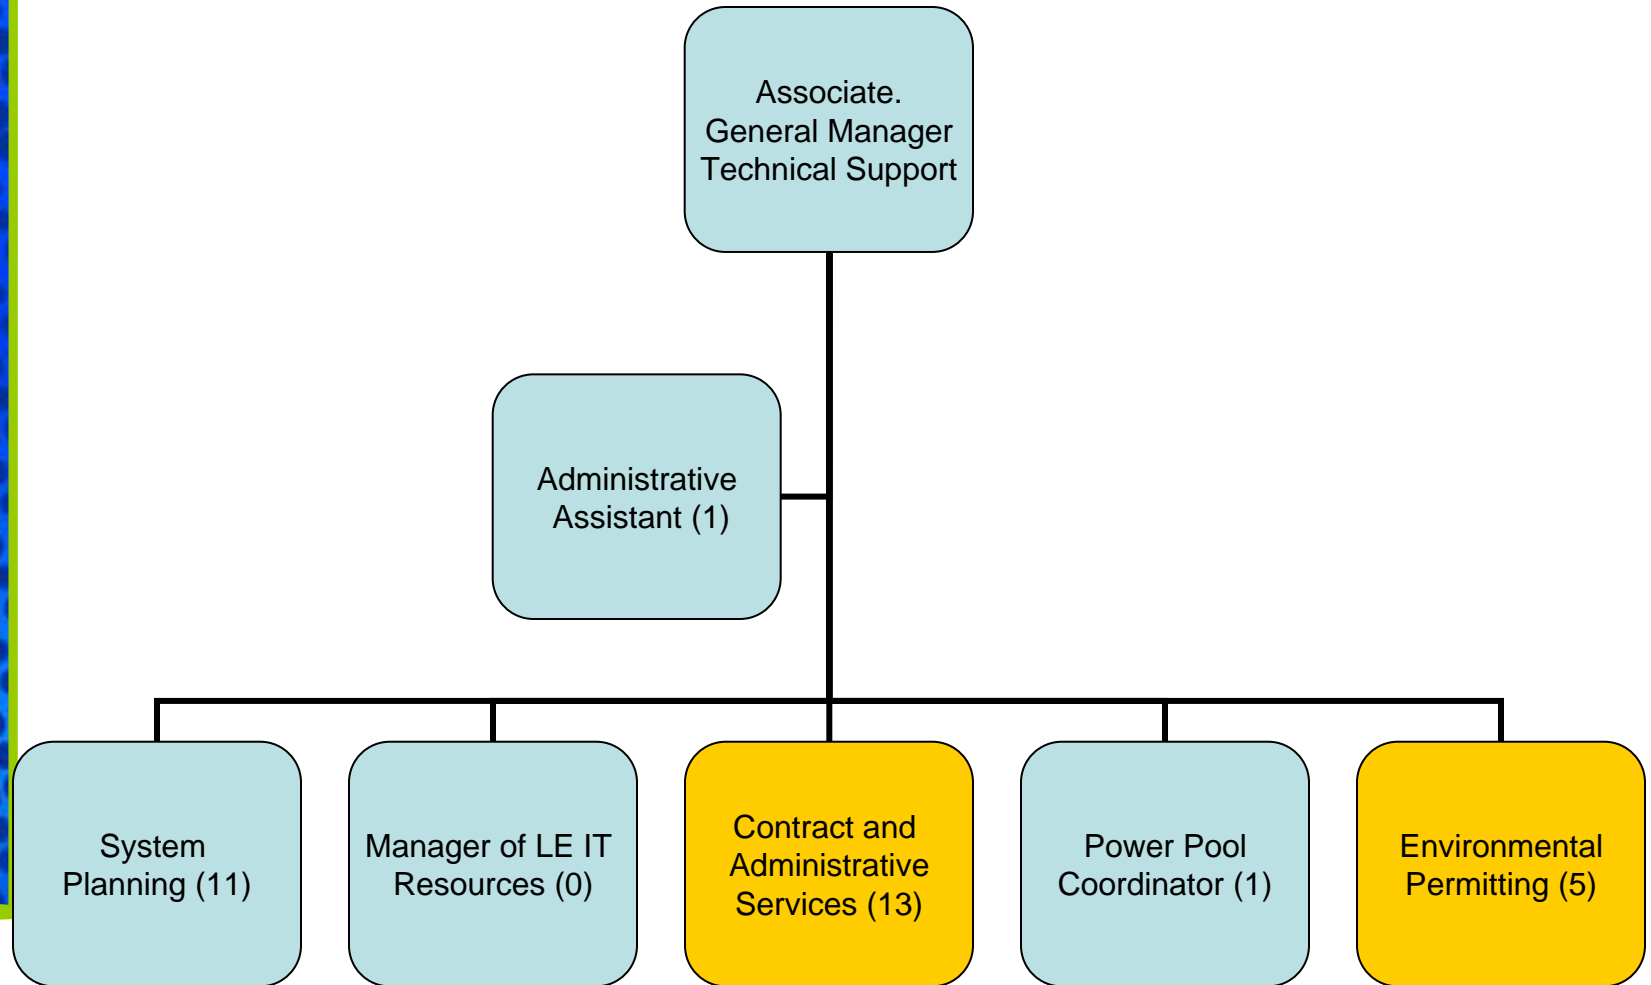 Associate.
General Manager
Technical Support
Administrative
Assistant (1)
System
Planning (11)
Manager of LE IT
Resources (0)
Contract and
Administrative
Services (13)
Power Pool
Coordinator (1)
Environmental
Permitting (5)